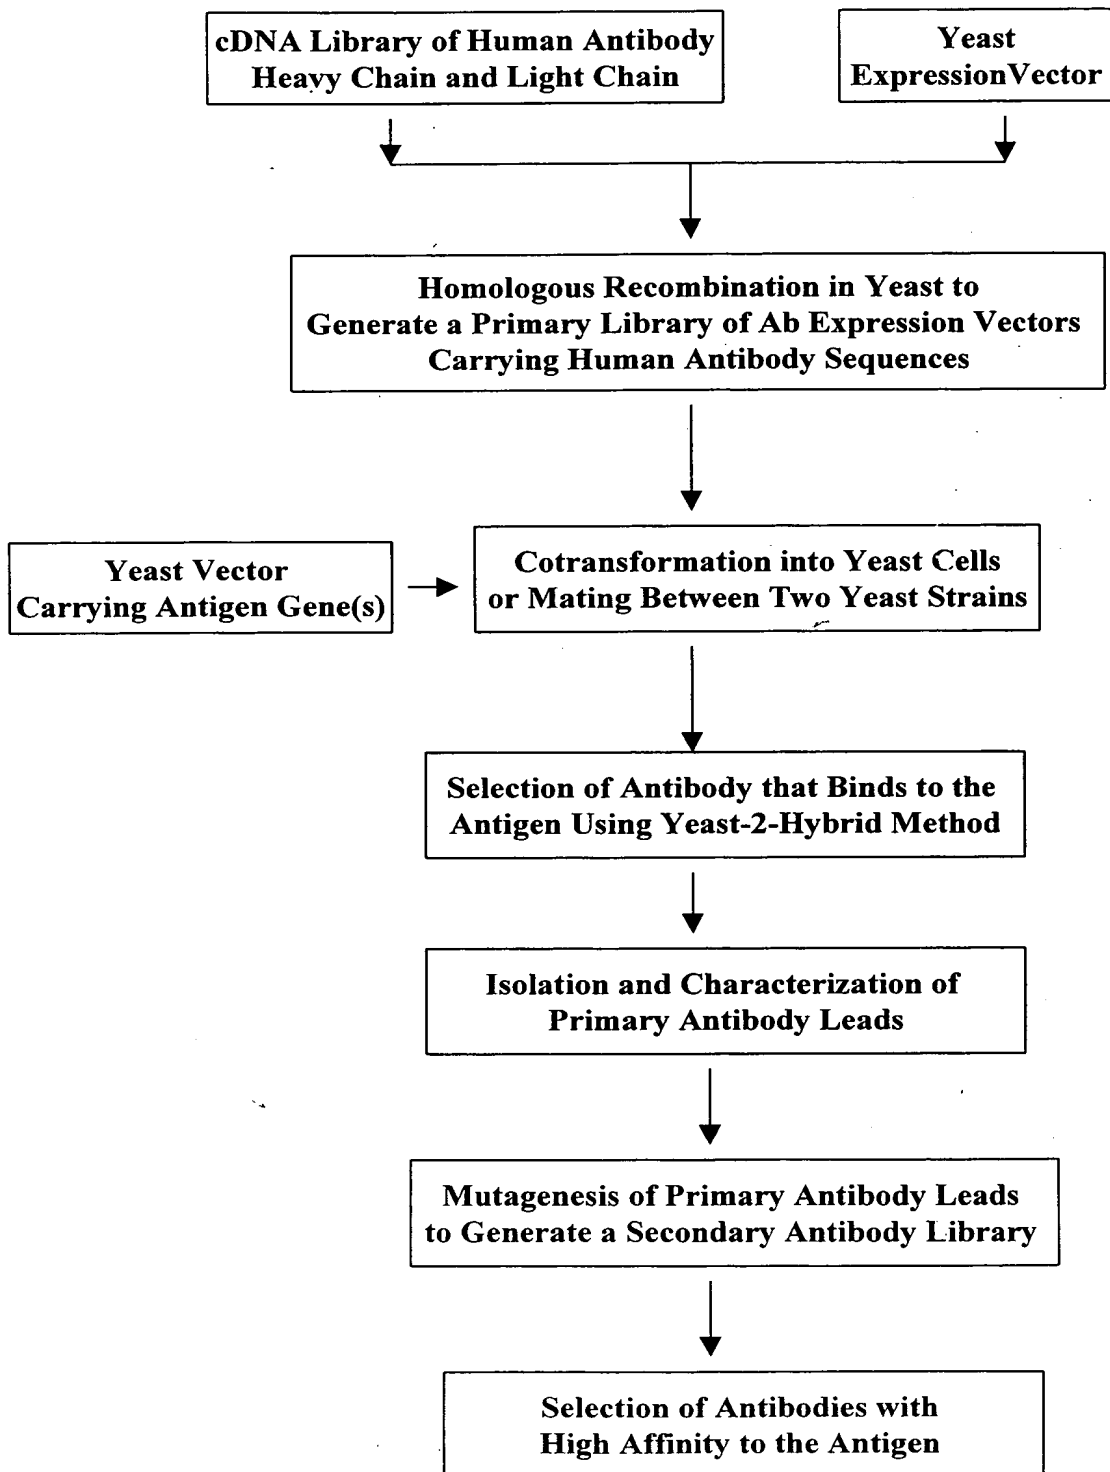 cDNA Library of Human Antibody
Heavy Chain and Light Chain
Yeast
ExpressionVector
Homologous Recombination in Yeast to
Generate a Primary Library of Ab Expression Vectors
Carrying Human Antibody Sequences
Yeast Vector
Carrying Antigen Gene(s)
Cotransformation into Yeast Cells
or Mating Between Two Yeast Strains
Selection of Antibody that Binds to the
Antigen Using Yeast-2-Hybrid Method
Isolation and Characterization of
Primary Antibody Leads
Mutagenesis of Primary Antibody Leads
to Generate a Secondary Antibody Library
Selection of Antibodies with
High Affinity to the Antigen